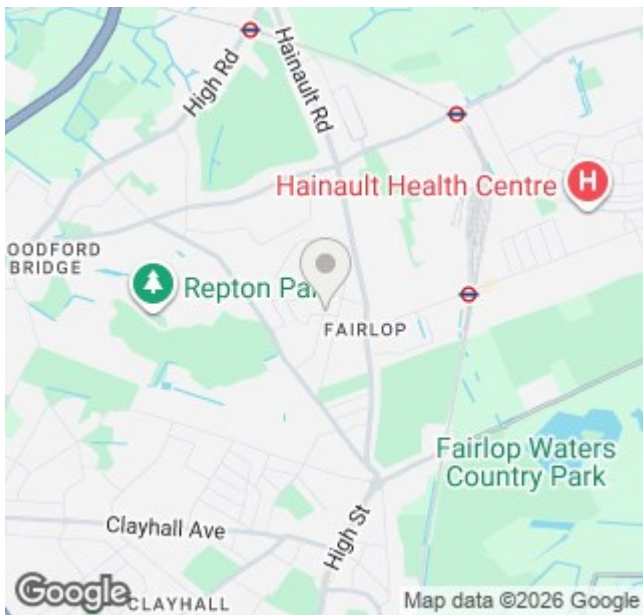 High Rd
Hainault Rd
Hainault Health Centre
H
OODFORD
BRIDGE
Repton Par
FAIRLOP
Fairlop Waters
Country Park
High St
Clayhall Ave
CLAYHALL
Google
Map data ©2026 Google